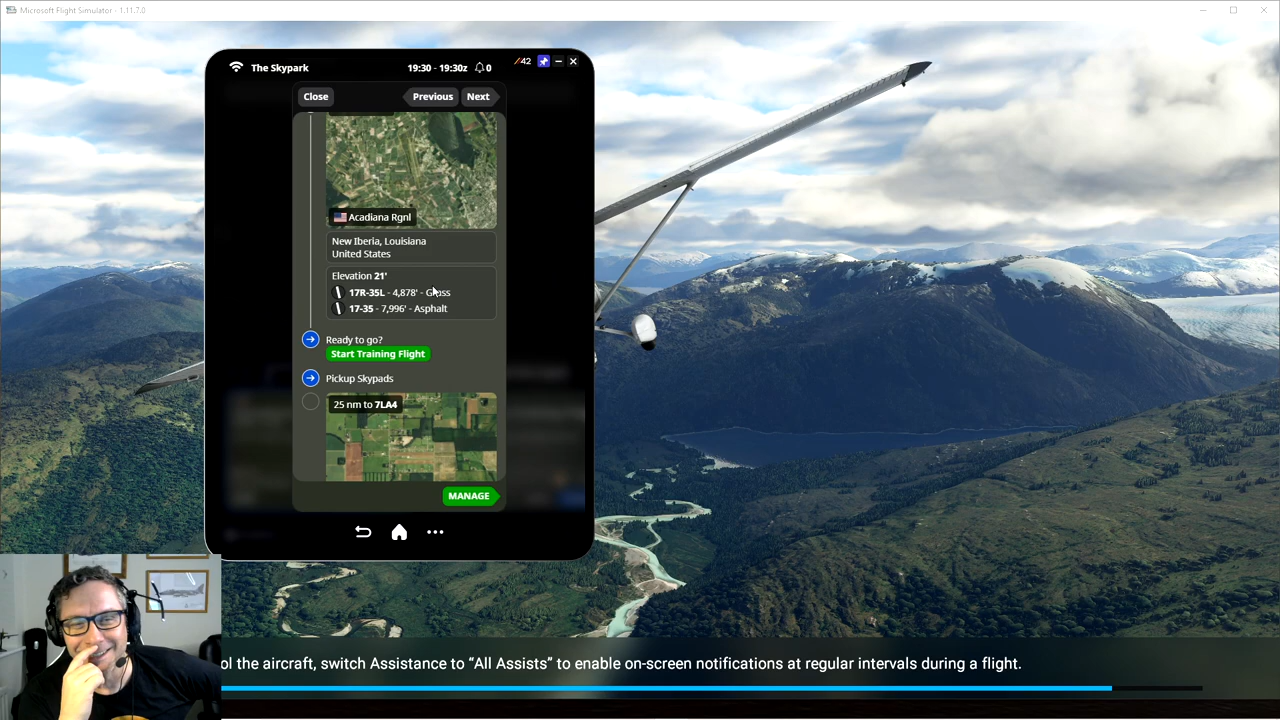 Microsoft Flight Simulator - 1.11.7.0
The Skypark
19:30 - 19:30z
0
42
Close
Previous
Next
Acadiana Rgnl
New Iberia, Louisiana
United States
Elevation 21'
17R-35L - 4,878' - Grass
17-35 - 7,996' - Asphalt
Ready to go?
Start Training Flight
Pickup Skypads
25 nm to 7LA4
MANAGE
ol the aircraft, switch Assistance to “All Assists” to enable on-screen notifications at regular intervals during a flight.